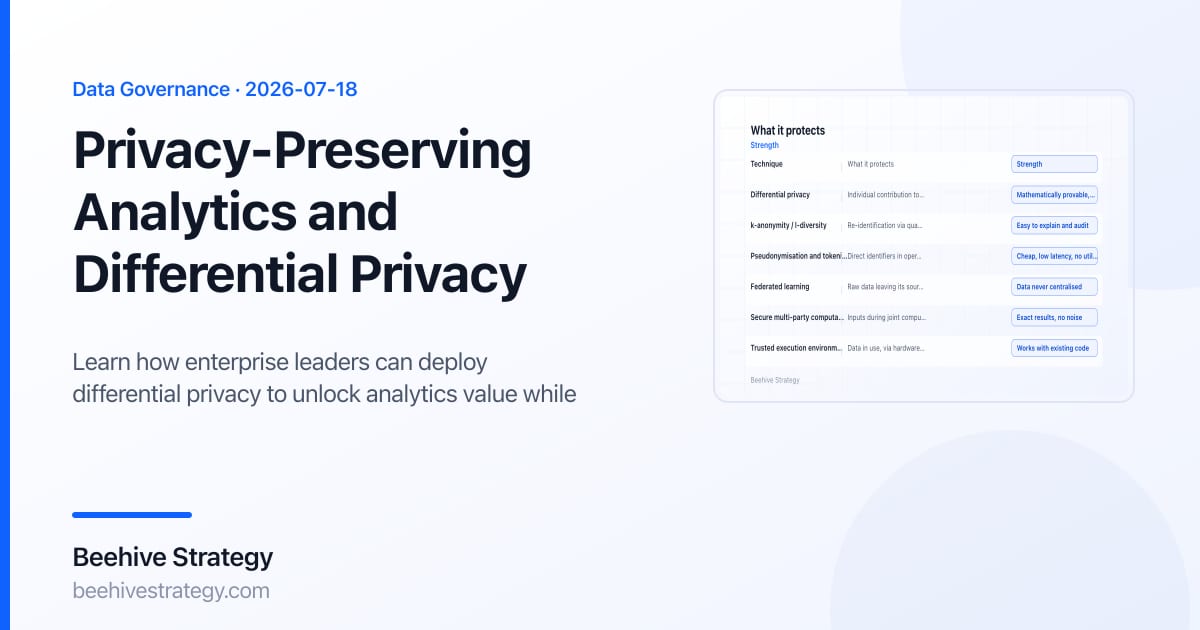 Data Governance · 2026-07-18
Privacy-Preserving
Analytics and
Differential Privacy
Learn how enterprise leaders can deploy
differential privacy to unlock analytics value while
Beehive Strategy
beehivestrategy.com
What it protects
Strength
Technique What it protects Strength
Differential privacy Individual contribution to... Mathematically provable,...
k-anonymity / l-diversity Re-identification via qua... Easy to explain and audit
Pseudonymisation and tokeni... Direct identifiers in oper... Cheap, low latency, no util...
Federated learning Raw data leaving its sour... Data never centralised
Secure multi-party computa... Inputs during joint compu... Exact results, no noise
Trusted execution environm... Data in use, via hardware... Works with existing code
Beehive Strategy